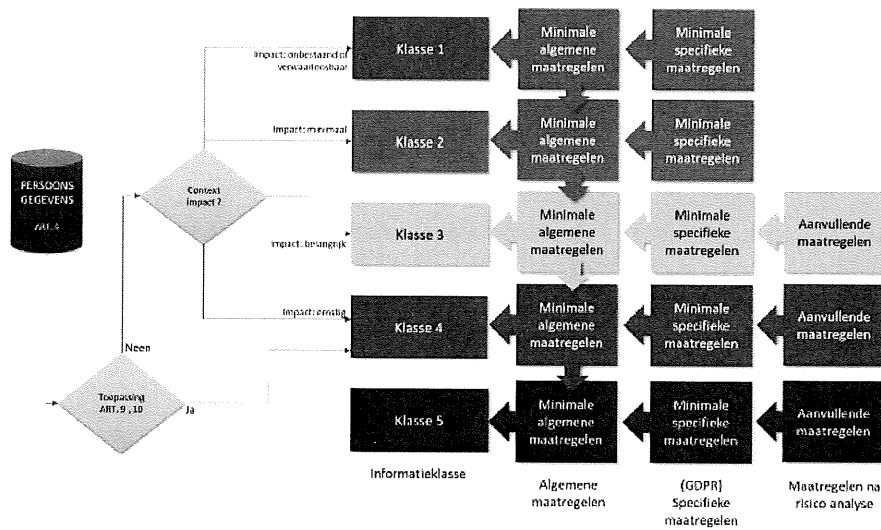 PERSOONS
GEGEVENS
ART. 4
Toepassing
ART. 9 , 10
Neen
Ja
Context
impact ?
Impact: onbestaand of
verwaarloosbaar
Impact: minimaal
Impact: belangrijk
Impact: ernstig
Klasse 1
Minimale
algemene
maatregelen
Minimale
specifieke
maatregelen
Klasse 2
Minimale
algemene
maatregelen
Minimale
specifieke
maatregelen
Klasse 3
Minimale
algemene
maatregelen
Minimale
specifieke
maatregelen
Aanvullende
maatregelen
Klasse 4
Minimale
algemene
maatregelen
Minimale
specifieke
maatregelen
Aanvullende
maatregelen
Klasse 5
Minimale
algemene
maatregelen
Minimale
specifieke
maatregelen
Aanvullende
maatregelen
Informatieklasse
Algemene
maatregelen
(GDPR)
Specifieke
maatregelen
Maatregelen na
risico analyse